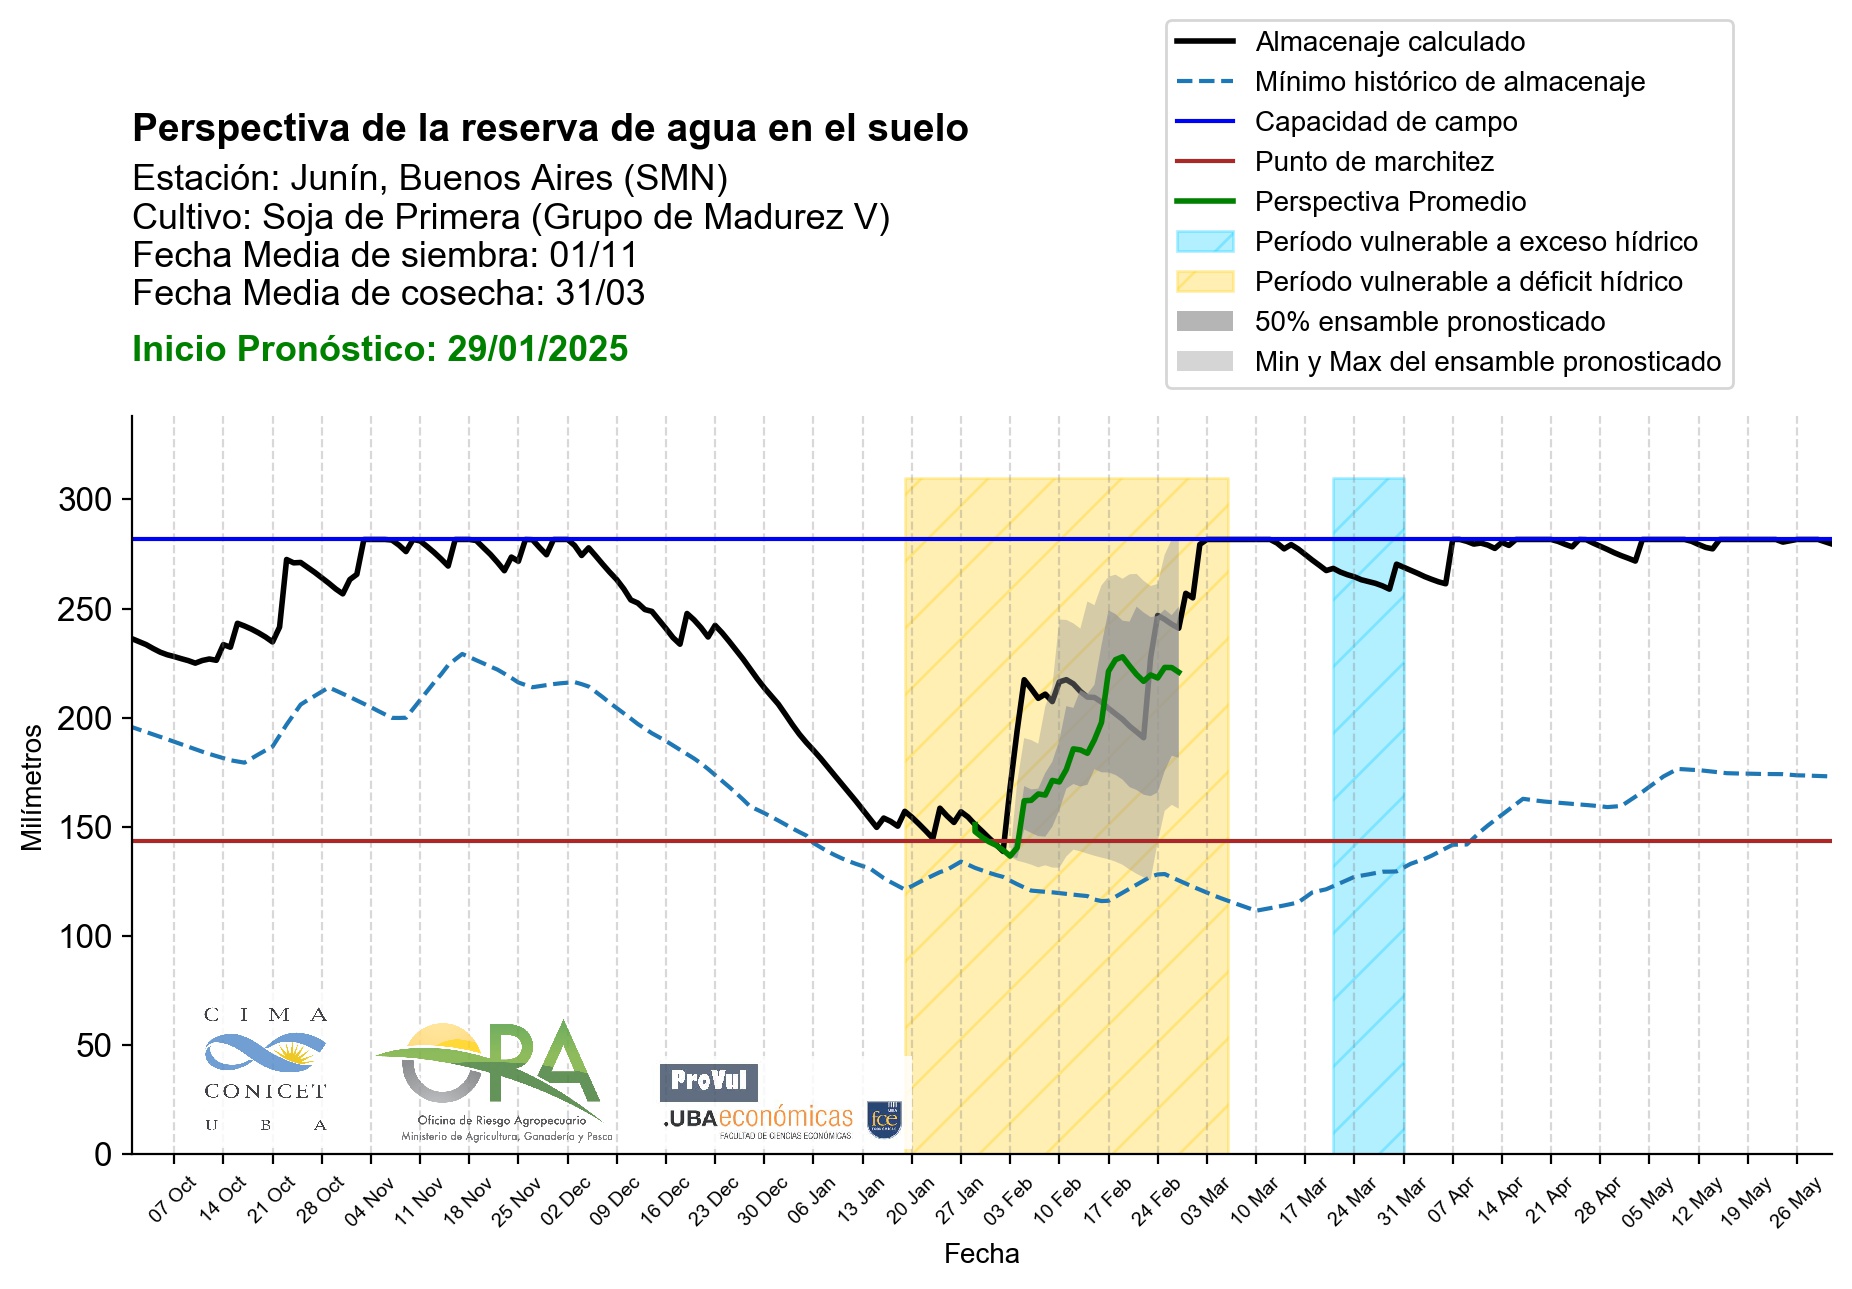 Almacenaje calculado
Mínimo histórico de almacenaje
Capacidad de campo
Punto de marchitez
Perspectiva Promedio
Período vulnerable a exceso hídrico
Período vulnerable a déficit hídrico
50% ensamble pronosticado
Min y Max del ensamble pronosticado
Perspectiva de la reserva de agua en el suelo
Estación: Junín, Buenos Aires (SMN)
Cultivo: Soja de Primera (Grupo de Madurez V)
Fecha Media de siembra: 01/11
Fecha Media de cosecha: 31/03
Inicio Pronóstico: 29/01/2025
Milímetros
300
250
200
150
100
50
0
CIMA
CONICET
UBA
ORA
Oficina de Riesgo Agropecuario
Ministerio de Agricultura, Ganadería y Pesca
ProVul
.UBAeconómicas
FACULTAD DE CIENCIAS ECONÓMICAS
UBA
fce
ECONÓMICAS
07 Oct
14 Oct
21 Oct
28 Oct
04 Nov
11 Nov
18 Nov
25 Nov
02 Dec
09 Dec
16 Dec
23 Dec
30 Dec
06 Jan
13 Jan
20 Jan
27 Jan
03 Feb
10 Feb
17 Feb
24 Feb
03 Mar
10 Mar
17 Mar
24 Mar
31 Mar
07 Apr
14 Apr
21 Apr
28 Apr
05 May
12 May
19 May
26 May
Fecha